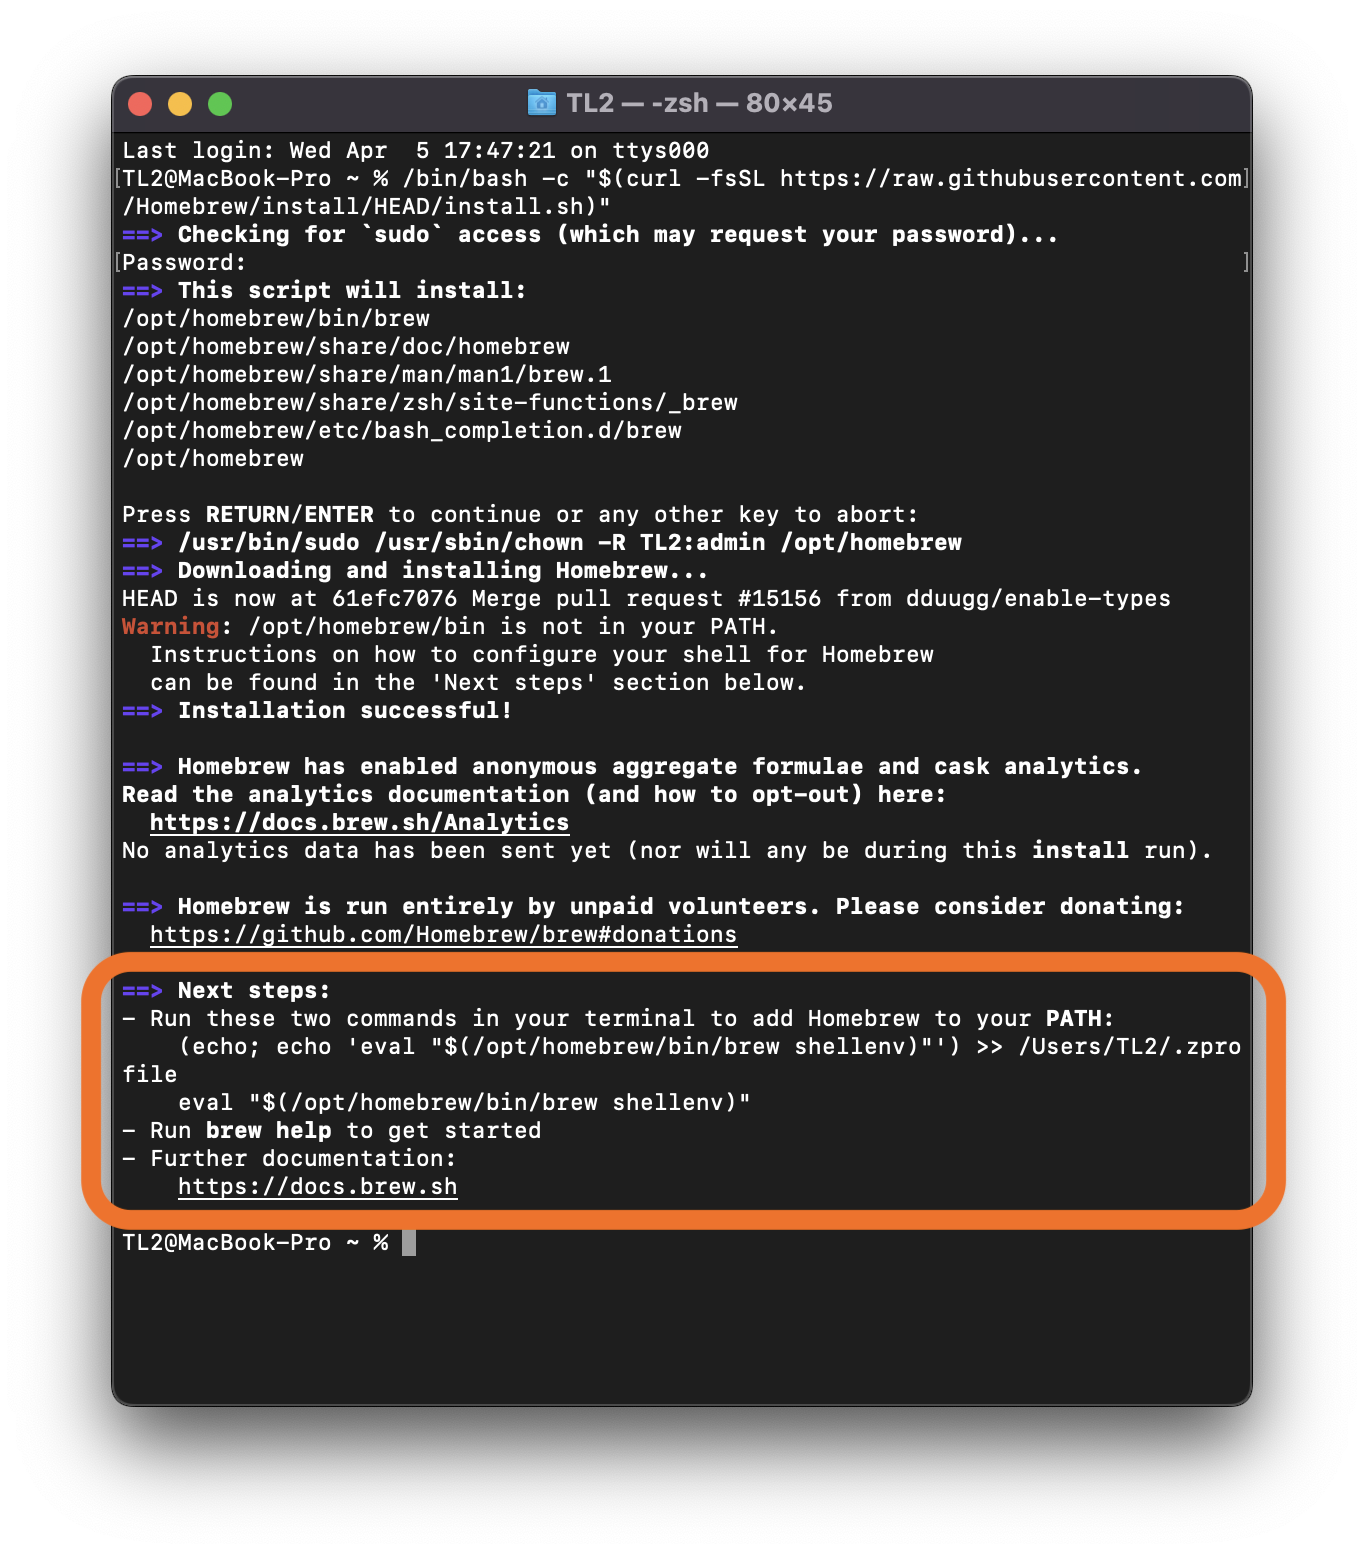 TL2 — -zsh — 80×45
Last login: Wed Apr  5 17:47:21 on ttys000
[TL2@MacBook-Pro ~ % /bin/bash -c "$(curl -fsSL https://raw.githubusercontent.com]
/Homebrew/install/HEAD/install.sh)"
==> Checking for `sudo` access (which may request your password)...
[Password: ]
==> This script will install:
/opt/homebrew/bin/brew
/opt/homebrew/share/doc/homebrew
/opt/homebrew/share/man/man1/brew.1
/opt/homebrew/share/zsh/site-functions/_brew
/opt/homebrew/etc/bash_completion.d/brew
/opt/homebrew
Press RETURN/ENTER to continue or any other key to abort:
==> /usr/bin/sudo /usr/sbin/chown -R TL2:admin /opt/homebrew
==> Downloading and installing Homebrew...
HEAD is now at 61efc7076 Merge pull request #15156 from dduugg/enable-types
Warning: /opt/homebrew/bin is not in your PATH.
  Instructions on how to configure your shell for Homebrew
  can be found in the 'Next steps' section below.
==> Installation successful!
==> Homebrew has enabled anonymous aggregate formulae and cask analytics.
Read the analytics documentation (and how to opt-out) here:
  https://docs.brew.sh/Analytics
No analytics data has been sent yet (nor will any be during this install run).
==> Homebrew is run entirely by unpaid volunteers. Please consider donating:
  https://github.com/Homebrew/brew#donations
==> Next steps:
- Run these two commands in your terminal to add Homebrew to your PATH:
    (echo; echo 'eval "$(/opt/homebrew/bin/brew shellenv)"') >> /Users/TL2/.zpro
file
    eval "$(/opt/homebrew/bin/brew shellenv)"
- Run brew help to get started
- Further documentation:
    https://docs.brew.sh
TL2@MacBook-Pro ~ %